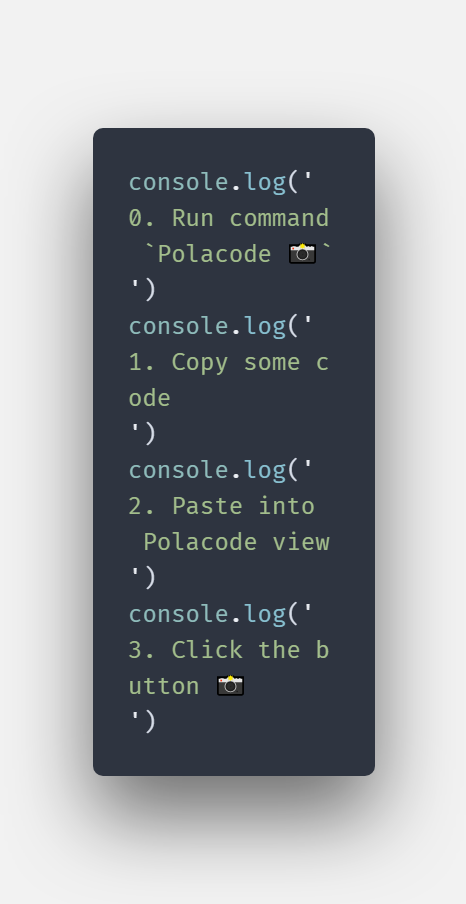 console.log('
0. Run command
 `Polacode 📸`
')
console.log('
1. Copy some c
ode
')
console.log('
2. Paste into
 Polacode view
')
console.log('
3. Click the b
utton 📸
')